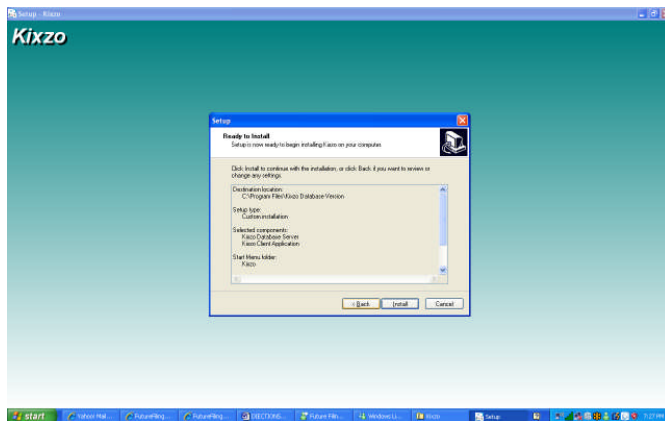 Setup - Kixzo
Kixzo
Setup
Ready to Install
Setup is now ready to begin installing Kixzo on your computer.
Click Install to continue with the installation, or click Back if you want to review or
change any settings.
Destination location:
C:\Program Files\Kixzo Database Version
Setup type:
Custom installation
Selected components:
Kixzo Database Server
Kixzo Client Application
Start Menu folder:
Kixzo
< Back
Install
Cancel
start
Yahoo! Mail...
FutureFiling...
FutureFiling...
DIECTIONS...
Future Filin...
Windows Li...
Kixzo
Setup
7:27 PM